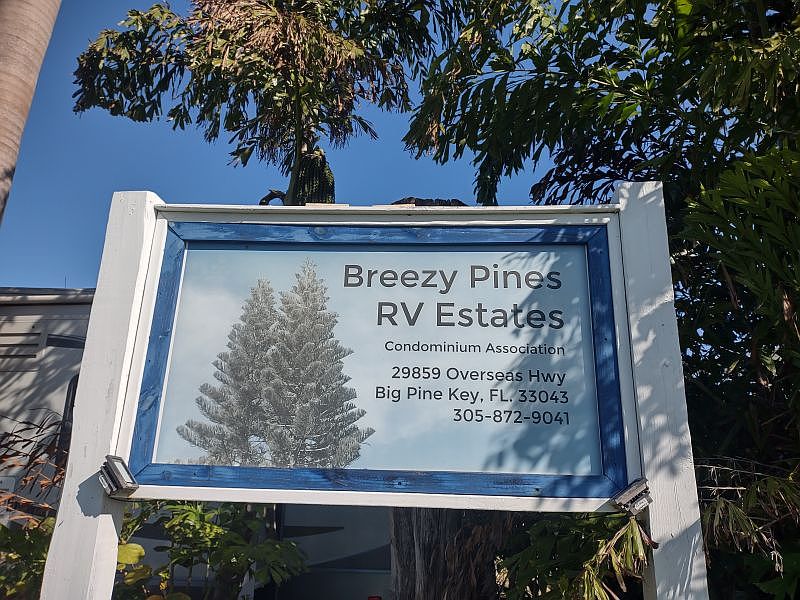 Breezy Pines
RV Estates
Condominium Association
29859 Overseas Hwy
Big Pine Key, FL. 33043
305-872-9041